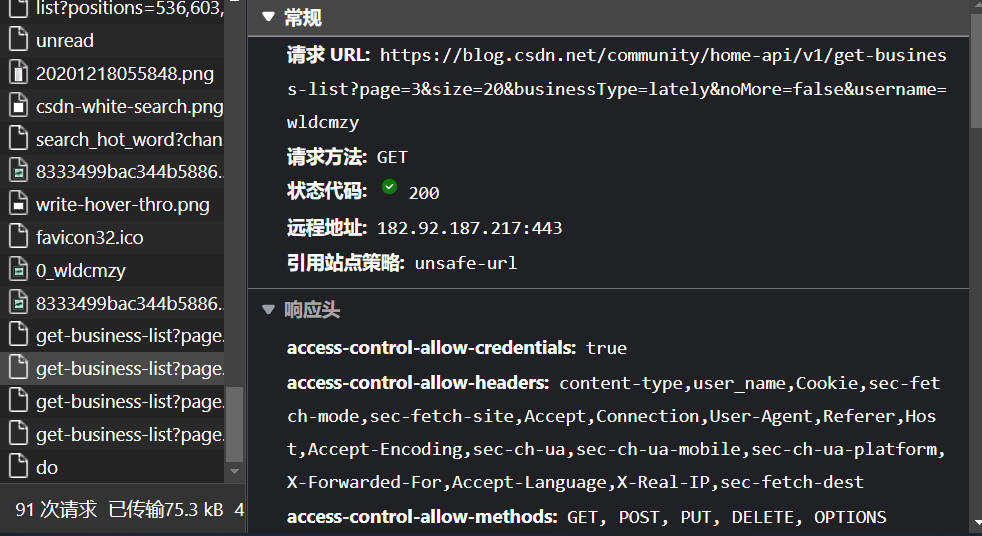 list?positions=536,603,
unread
20201218055848.png
csdn-white-search.png
search_hot_word?chan
8333499bac344b5886..
write-hover-thro.png
favicon32.ico
0_wldcmzy
8333499bac344b5886..
get-business-list?page.
get-business-list?page.
get-business-list?page.
get-business-list?page.
do
91 次请求 已传输75.3 kB 4
常规
请求 URL: https://blog.csdn.net/community/home-api/v1/get-busines
s-list?page=3&size=20&businessType=lately&noMore=false&username=
wldcmzy
请求方法: GET
状态代码: 200
远程地址: 182.92.187.217:443
引用站点策略: unsafe-url
响应头
access-control-allow-credentials: true
access-control-allow-headers: content-type,user_name,Cookie,sec-fet
ch-mode,sec-fetch-site,Accept,Connection,User-Agent,Referer,Hos
t,Accept-Encoding,sec-ch-ua,sec-ch-ua-mobile,sec-ch-ua-platform,
X-Forwarded-For,Accept-Language,X-Real-IP,sec-fetch-dest
access-control-allow-methods: GET, POST, PUT, DELETE, OPTIONS